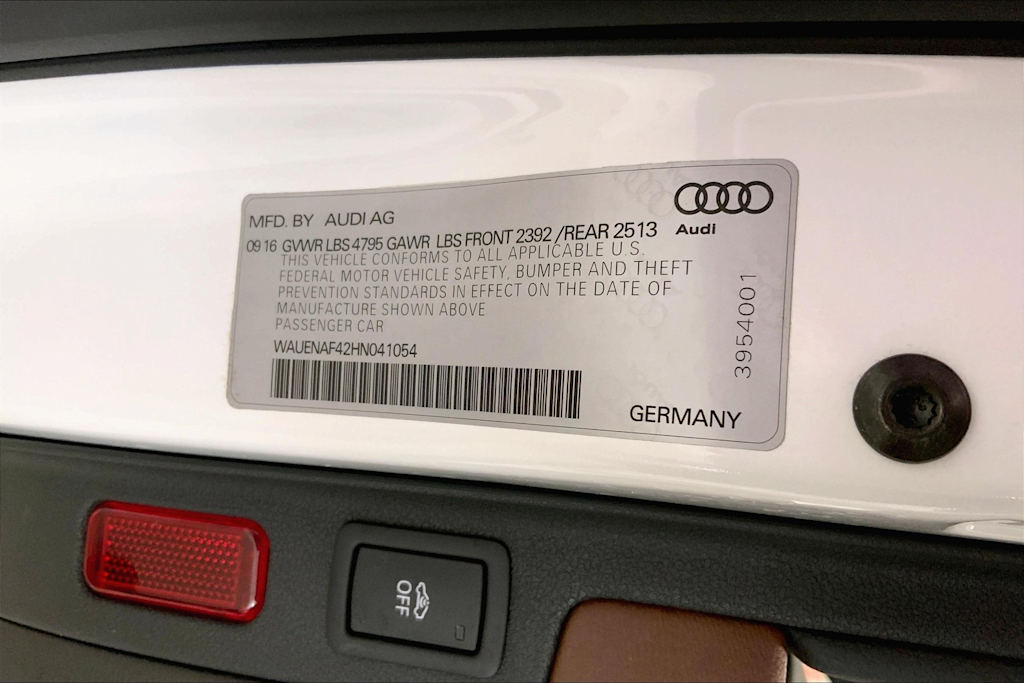 MFD. BY AUDI AG
Audi
09 16 GVWR LBS 4795 GAWR LBS FRONT 2392 /REAR 2513
THIS VEHICLE CONFORMS TO ALL APPLICABLE U.S.
FEDERAL MOTOR VEHICLE SAFETY, BUMPER AND THEFT
PREVENTION STANDARDS IN EFFECT ON THE DATE OF
MANUFACTURE SHOWN ABOVE
PASSENGER CAR
WAUENAF42HN041054
GERMANY
3954001
OFF